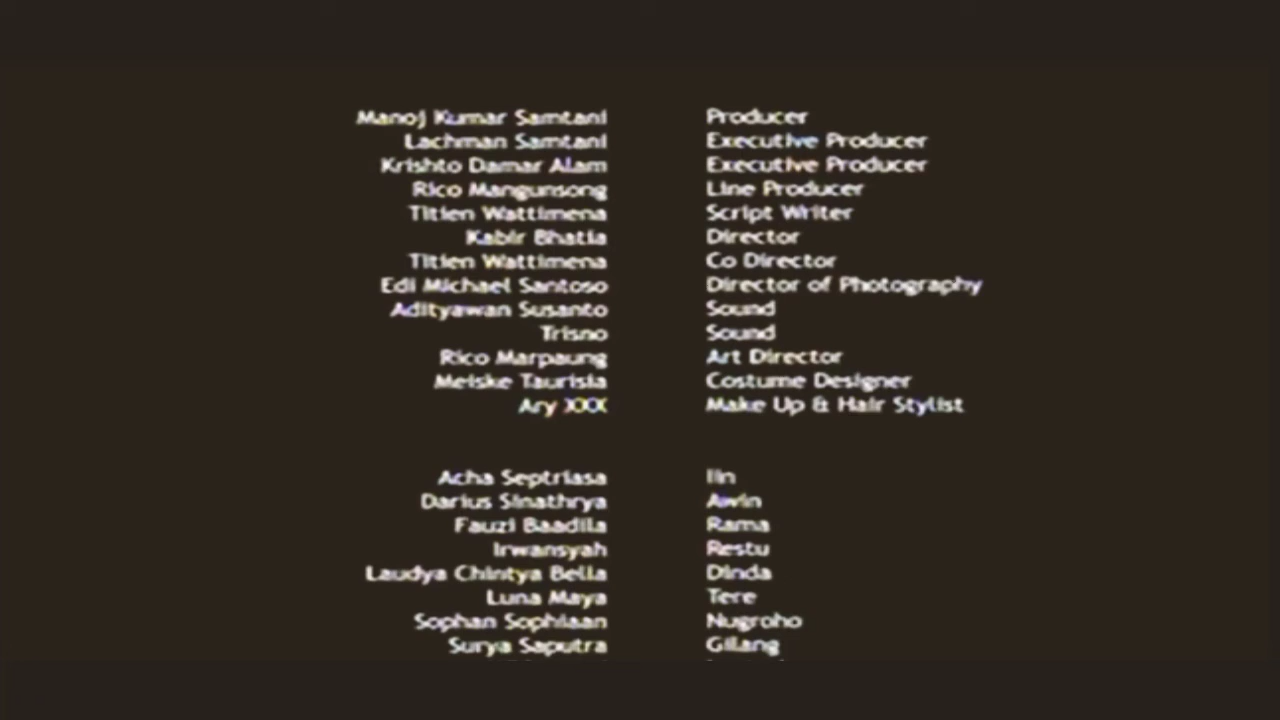 Manoj Kumar Samtani Producer
Lachman Samtani Executive Producer
Krishto Damar Alam Executive Producer
Rico Mangunsong Line Producer
Titien Wattimena Script Writer
Kabir Bhatia Director
Titien Wattimena Co Director
Edi Michael Santoso Director of Photography
Adityawan Susanto Sound
Trisno Sound
Rico Marpaung Art Director
Meiske Taurisia Costume Designer
Ary XXX Make Up & Hair Stylist
Acha Septriasa Iin
Darius Sinathrya Awin
Fauzi Baadila Rama
Irwansyah Restu
Laudya Chintya Bella Dinda
Luna Maya Tere
Sophan Sophiaan Nugroho
Surya Saputra Gilang